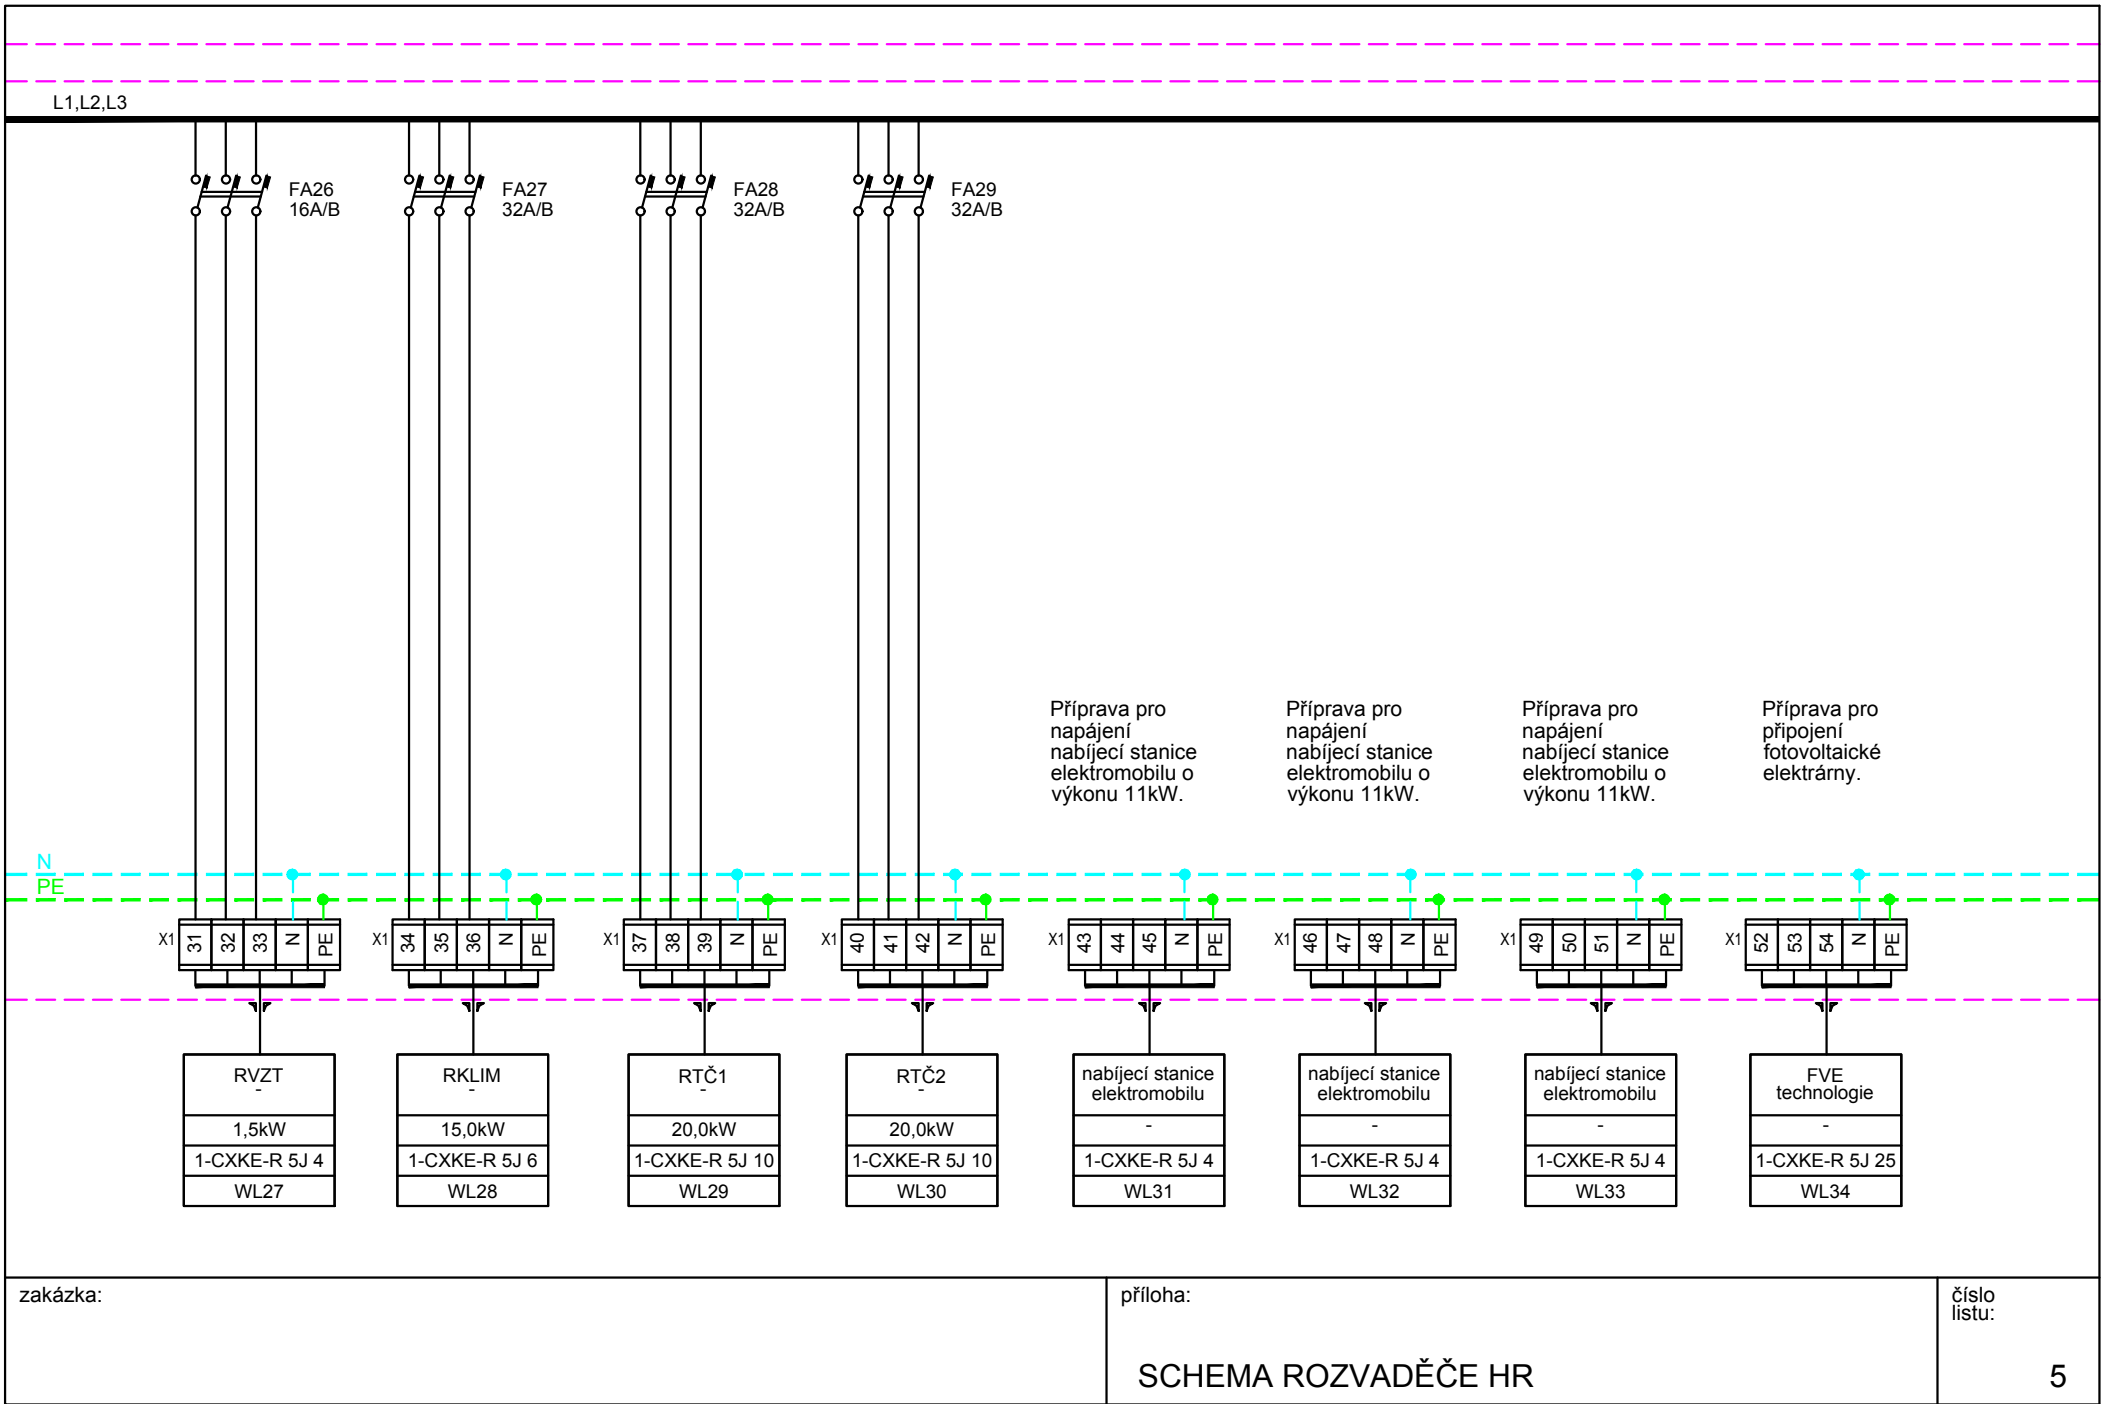 L1,L2,L3
FA26
16A/B
FA27
32A/B
FA28
32A/B
FA29
32A/B
Příprava pro
napájení
nabíjecí stanice
elektromobilu o
výkonu 11kW.
Příprava pro
napájení
nabíjecí stanice
elektromobilu o
výkonu 11kW.
Příprava pro
napájení
nabíjecí stanice
elektromobilu o
výkonu 11kW.
Příprava pro
připojení
fotovoltaické
elektrárny.
N
PE
X1 31 32 33 N PE
X1 34 35 36 N PE
X1 37 38 39 N PE
X1 40 41 42 N PE
X1 43 44 45 N PE
X1 46 47 48 N PE
X1 49 50 51 N PE
X1 52 53 54 N PE
RVZT
-
1,5kW
1-CXKE-R 5J 4
WL27
RKLIM
-
15,0kW
1-CXKE-R 5J 6
WL28
RTČ1
-
20,0kW
1-CXKE-R 5J 10
WL29
RTČ2
-
20,0kW
1-CXKE-R 5J 10
WL30
nabíjecí stanice
elektromobilu
-
1-CXKE-R 5J 4
WL31
nabíjecí stanice
elektromobilu
-
1-CXKE-R 5J 4
WL32
nabíjecí stanice
elektromobilu
-
1-CXKE-R 5J 4
WL33
FVE
technologie
-
1-CXKE-R 5J 25
WL34
zakázka:
příloha:
SCHEMA ROZVADĚČE HR
číslo
listu:
5